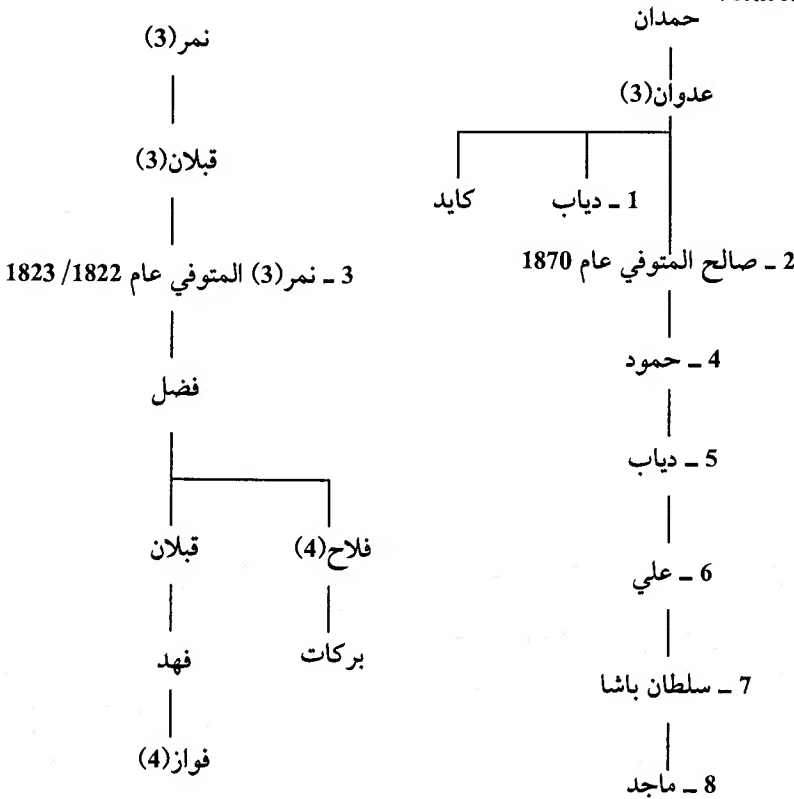 حمدان
عدوان(3)
1 ـ دياب
كايد
2 ـ صالح المتوفي عام 1870
4 ـ حمود
5 ـ دياب
6 ـ علي
7 ـ سلطان باشا
8 ـ ماجد
نمر(3)
قبلان(3)
3 ـ نمر(3) المتوفي عام 1822/ 1823
فضل
فلاح(4)
قبلان
بركات
فهد
فواز(4)